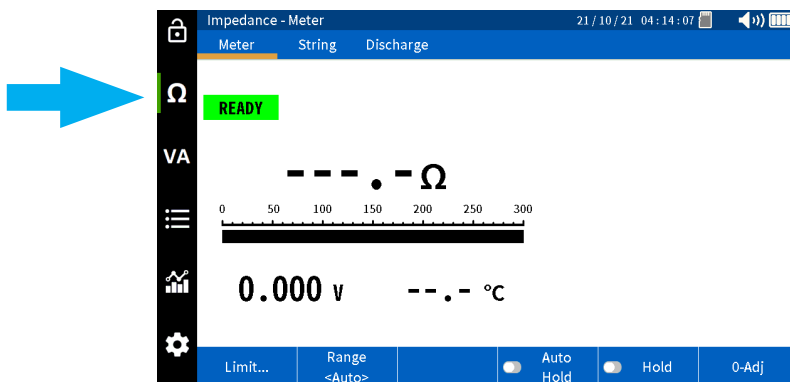 Impedance - Meter 21/10/21 04:14:07
Meter String Discharge
Ω
READY
VA
---.-Ω
0 50 100 150 200 250 300
0.000 V --.- °C
Limit... Range <Auto> Auto Hold Hold 0-Adj